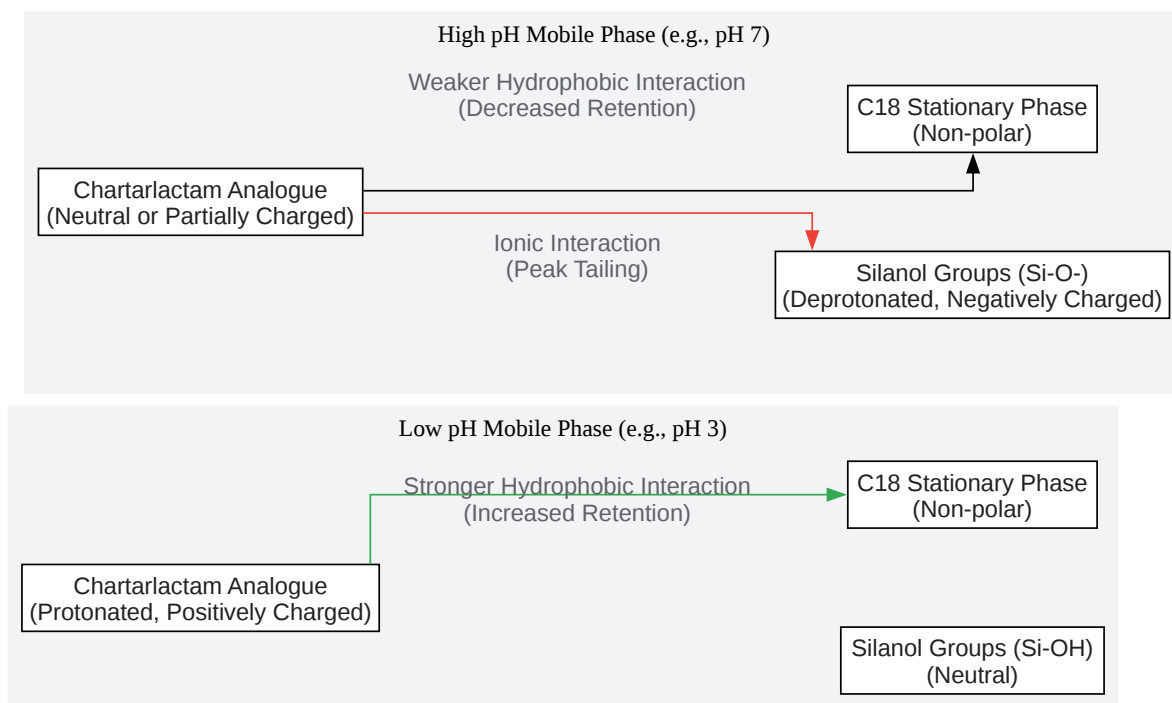 High pH Mobile Phase (e.g., pH 7)
Weaker Hydrophobic Interaction
(Decreased Retention)
C18 Stationary Phase
(Non-polar)
Chartarlactam Analogue
(Neutral or Partially Charged)
Ionic Interaction
(Peak Tailing)
Silanol Groups (Si-O-)
(Deprotonated, Negatively Charged)
Low pH Mobile Phase (e.g., pH 3)
Stronger Hydrophobic Interaction
(Increased Retention)
C18 Stationary Phase
(Non-polar)
Chartarlactam Analogue
(Protonated, Positively Charged)
Silanol Groups (Si-OH)
(Neutral)